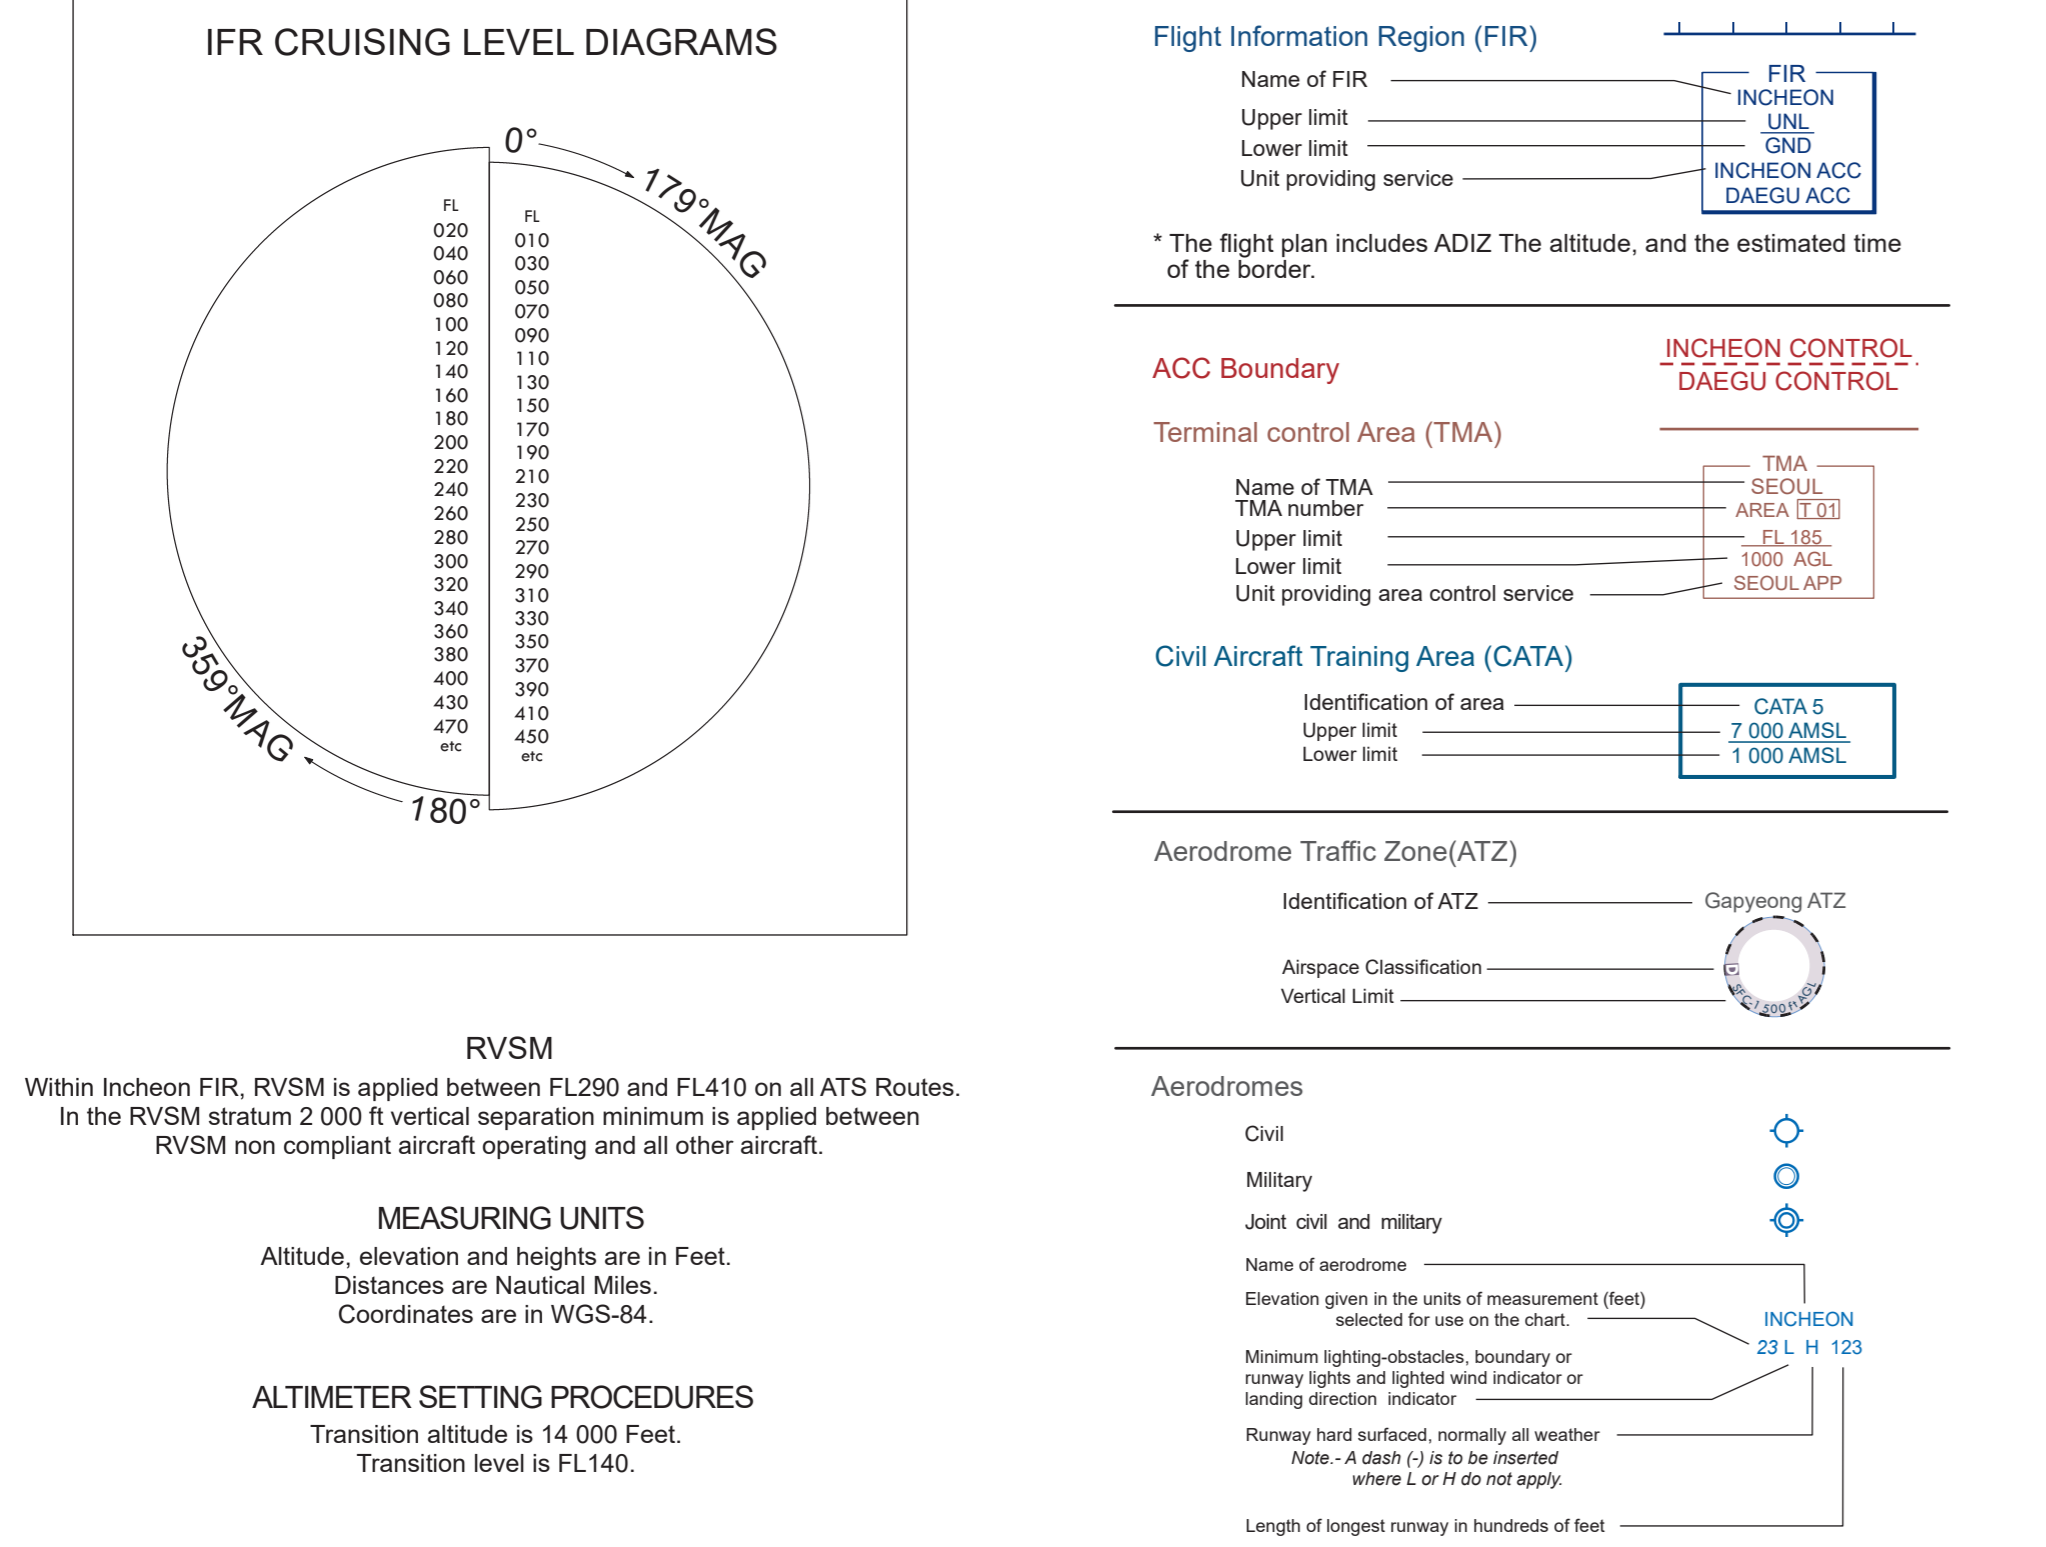 IFR CRUISING LEVEL DIAGRAMS
0°
179°MAG
FL
020
040
060
080
100
120
140
160
180
200
220
240
260
280
300
320
340
360
380
400
430
470
etc
FL
010
030
050
070
090
110
130
150
170
190
210
230
250
270
290
310
330
350
370
390
410
450
etc
359°MAG
180°
RVSM
Within Incheon FIR, RVSM is applied between FL290 and FL410 on all ATS Routes.
In the RVSM stratum 2 000 ft vertical separation minimum is applied between
RVSM non compliant aircraft operating and all other aircraft.
MEASURING UNITS
Altitude, elevation and heights are in Feet.
Distances are Nautical Miles.
Coordinates are in WGS-84.
ALTIMETER SETTING PROCEDURES
Transition altitude is 14 000 Feet.
Transition level is FL140.
Flight Information Region (FIR)
Name of FIR
Upper limit
Lower limit
Unit providing service
FIR
INCHEON
UNL
GND
INCHEON ACC
DAEGU ACC
* The flight plan includes ADIZ The altitude, and the estimated time
of the border.
ACC Boundary
INCHEON CONTROL
DAEGU CONTROL
Terminal control Area (TMA)
Name of TMA
TMA number
Upper limit
Lower limit
Unit providing area control service
TMA
SEOUL
AREA T 01
FL 185
1000 AGL
SEOUL APP
Civil Aircraft Training Area (CATA)
Identification of area
Upper limit
Lower limit
CATA 5
7 000 AMSL
1 000 AMSL
Aerodrome Traffic Zone(ATZ)
Identification of ATZ
Gapyeong ATZ
Airspace Classification
D
Vertical Limit
SFC-1 500 ft AGL
Aerodromes
Civil
Military
Joint civil and military
Name of aerodrome
Elevation given in the units of measurement (feet)
selected for use on the chart.
INCHEON
23 L H 123
Minimum lighting-obstacles, boundary or
runway lights and lighted wind indicator or
landing direction indicator
Runway hard surfaced, normally all weather
Note.- A dash (-) is to be inserted
where L or H do not apply.
Length of longest runway in hundreds of feet